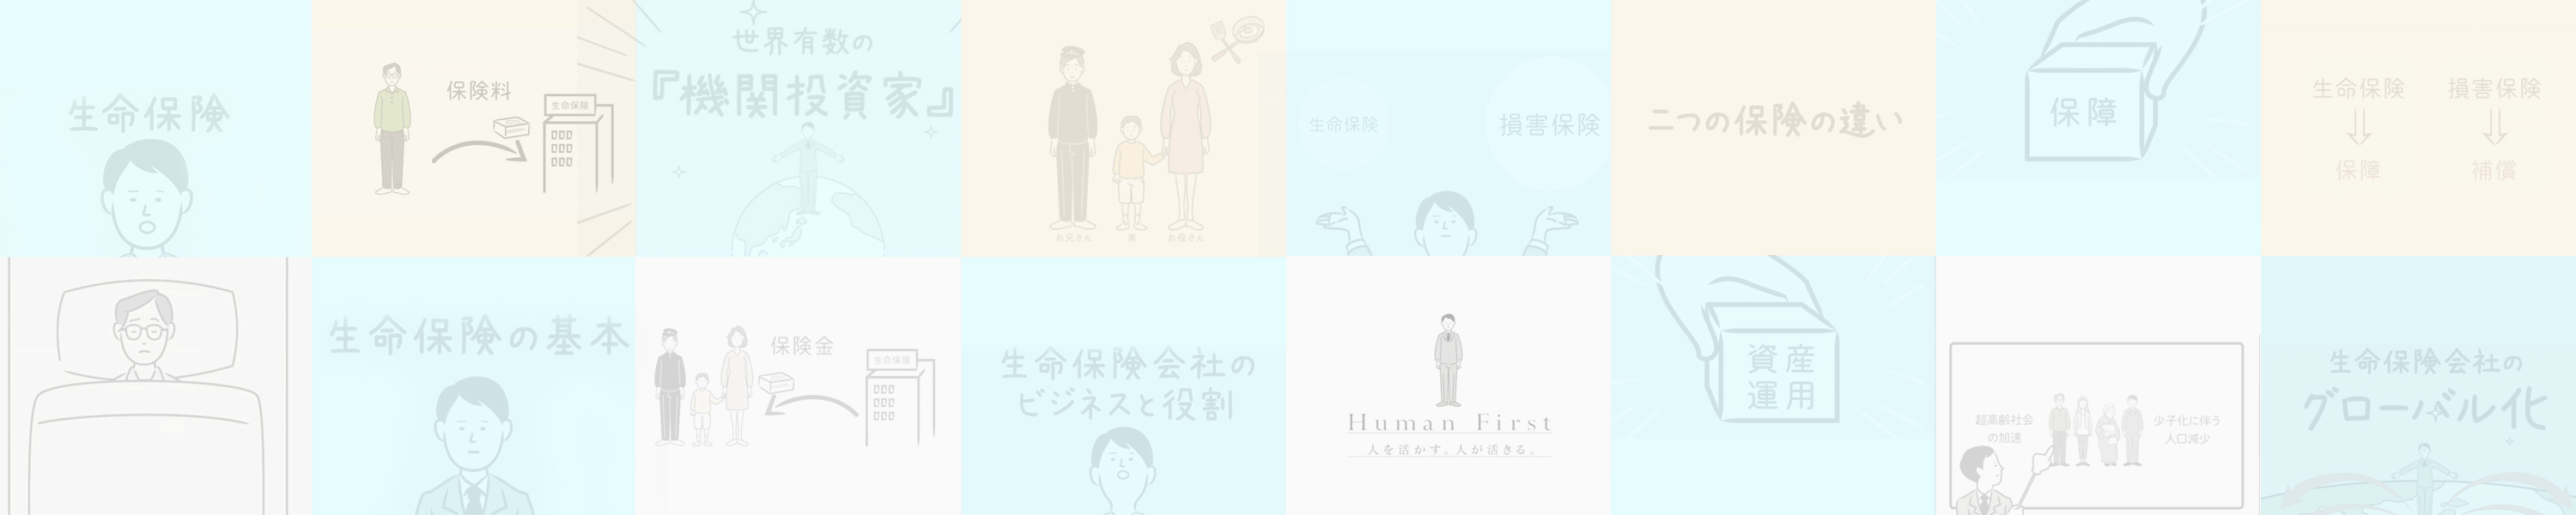 生命保険
保険料
生命保険
世界有数の
『機関投資家』
お兄さん
弟
お母さん
生命保険
損害保険
二つの保険の違い
保障
生命保険
損害保険
保障
補償
生命保険の基本
保険金
生命保険
生命保険会社の
ビジネスと役割
Human First
人を活かす。人が活きる。
資産
運用
超高齢社会
の加速
少子化に伴う
人口減少
生命保険会社の
グローバル化